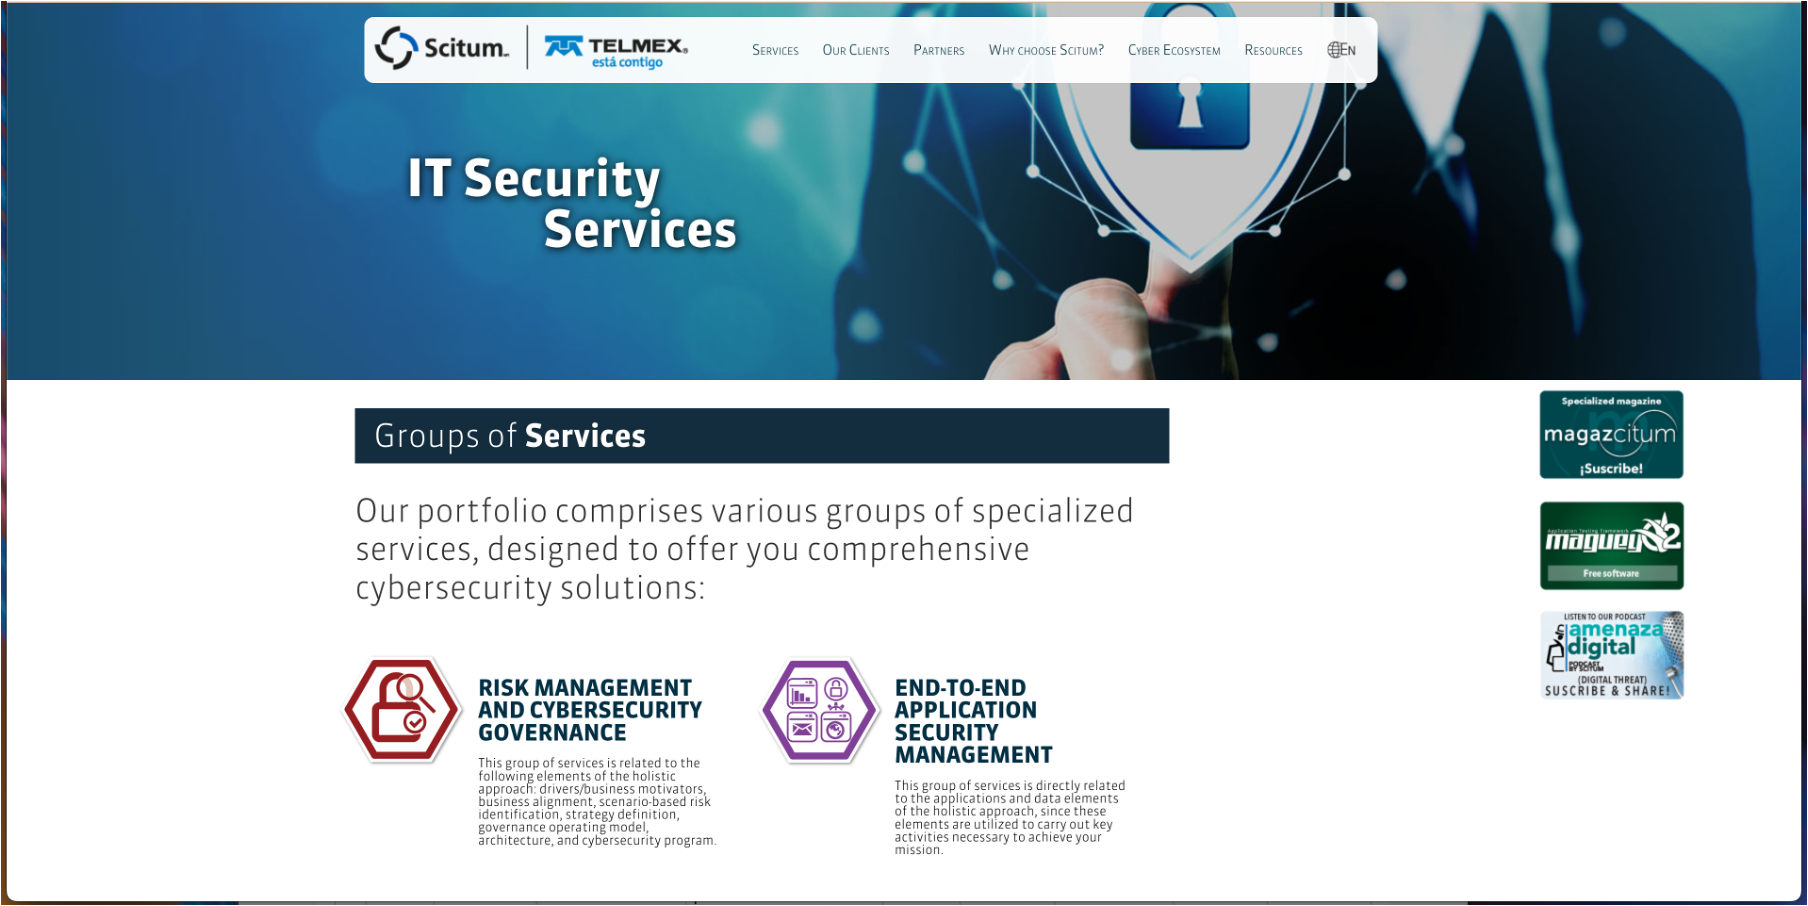 Scitum
TELMEX®
está contigo
Services
Our Clients
Partners
Why choose Scitum?
Cyber Ecosystem
Resources
En
IT Security
Services
Groups of Services
Our portfolio comprises various groups of specialized
services, designed to offer you comprehensive
cybersecurity solutions:
RISK MANAGEMENT
AND CYBERSECURITY
GOVERNANCE
This group of services is related to the
following elements of the holistic
approach: drivers/business motivators,
business alignment, scenario-based risk
identification, strategy definition,
governance operating model,
architecture, and cybersecurity program.
END-TO-END
APPLICATION
SECURITY
MANAGEMENT
This group of services is directly related
to the applications and data elements
of the holistic approach, since these
elements are utilized to carry out key
activities necessary to achieve your
mission.
Specialized magazine
magazcitum
¡Suscribe!
Application Testing Framework
maguey 2
Free software
LISTEN TO OUR PODCAST
amenaza
digital
PODCAST
BY SCITUM
(DIGITAL THREAT)
SUSCRIBE & SHARE!